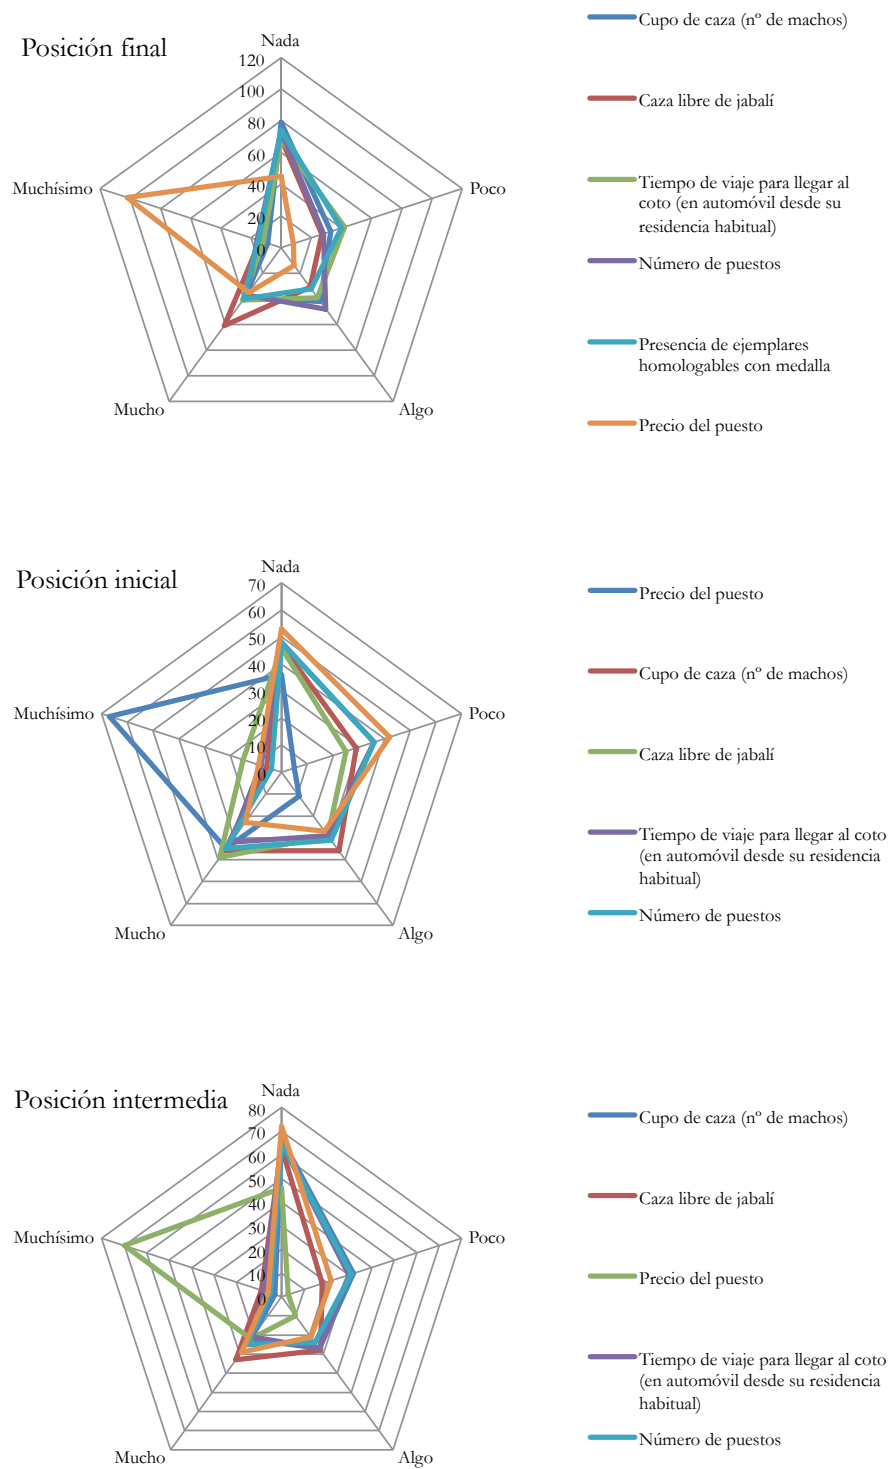 Posición final
Nada
120
100
80
60
40
20
0
Muchísimo
Poco
Mucho
Algo
Cupo de caza (nº de machos)
Caza libre de jabalí
Tiempo de viaje para llegar al
coto (en automóvil desde su
residencia habitual)
Número de puestos
Presencia de ejemplares
homologables con medalla
Precio del puesto
Posición inicial
Nada
70
60
50
40
30
20
10
0
Muchísimo
Poco
Mucho
Algo
Precio del puesto
Cupo de caza (nº de machos)
Caza libre de jabalí
Tiempo de viaje para llegar al coto
(en automóvil desde su residencia
habitual)
Número de puestos
Posición intermedia
Nada
80
70
60
50
40
30
20
10
0
Muchísimo
Poco
Mucho
Algo
Cupo de caza (nº de machos)
Caza libre de jabalí
Precio del puesto
Tiempo de viaje para llegar al coto
(en automóvil desde su residencia
habitual)
Número de puestos